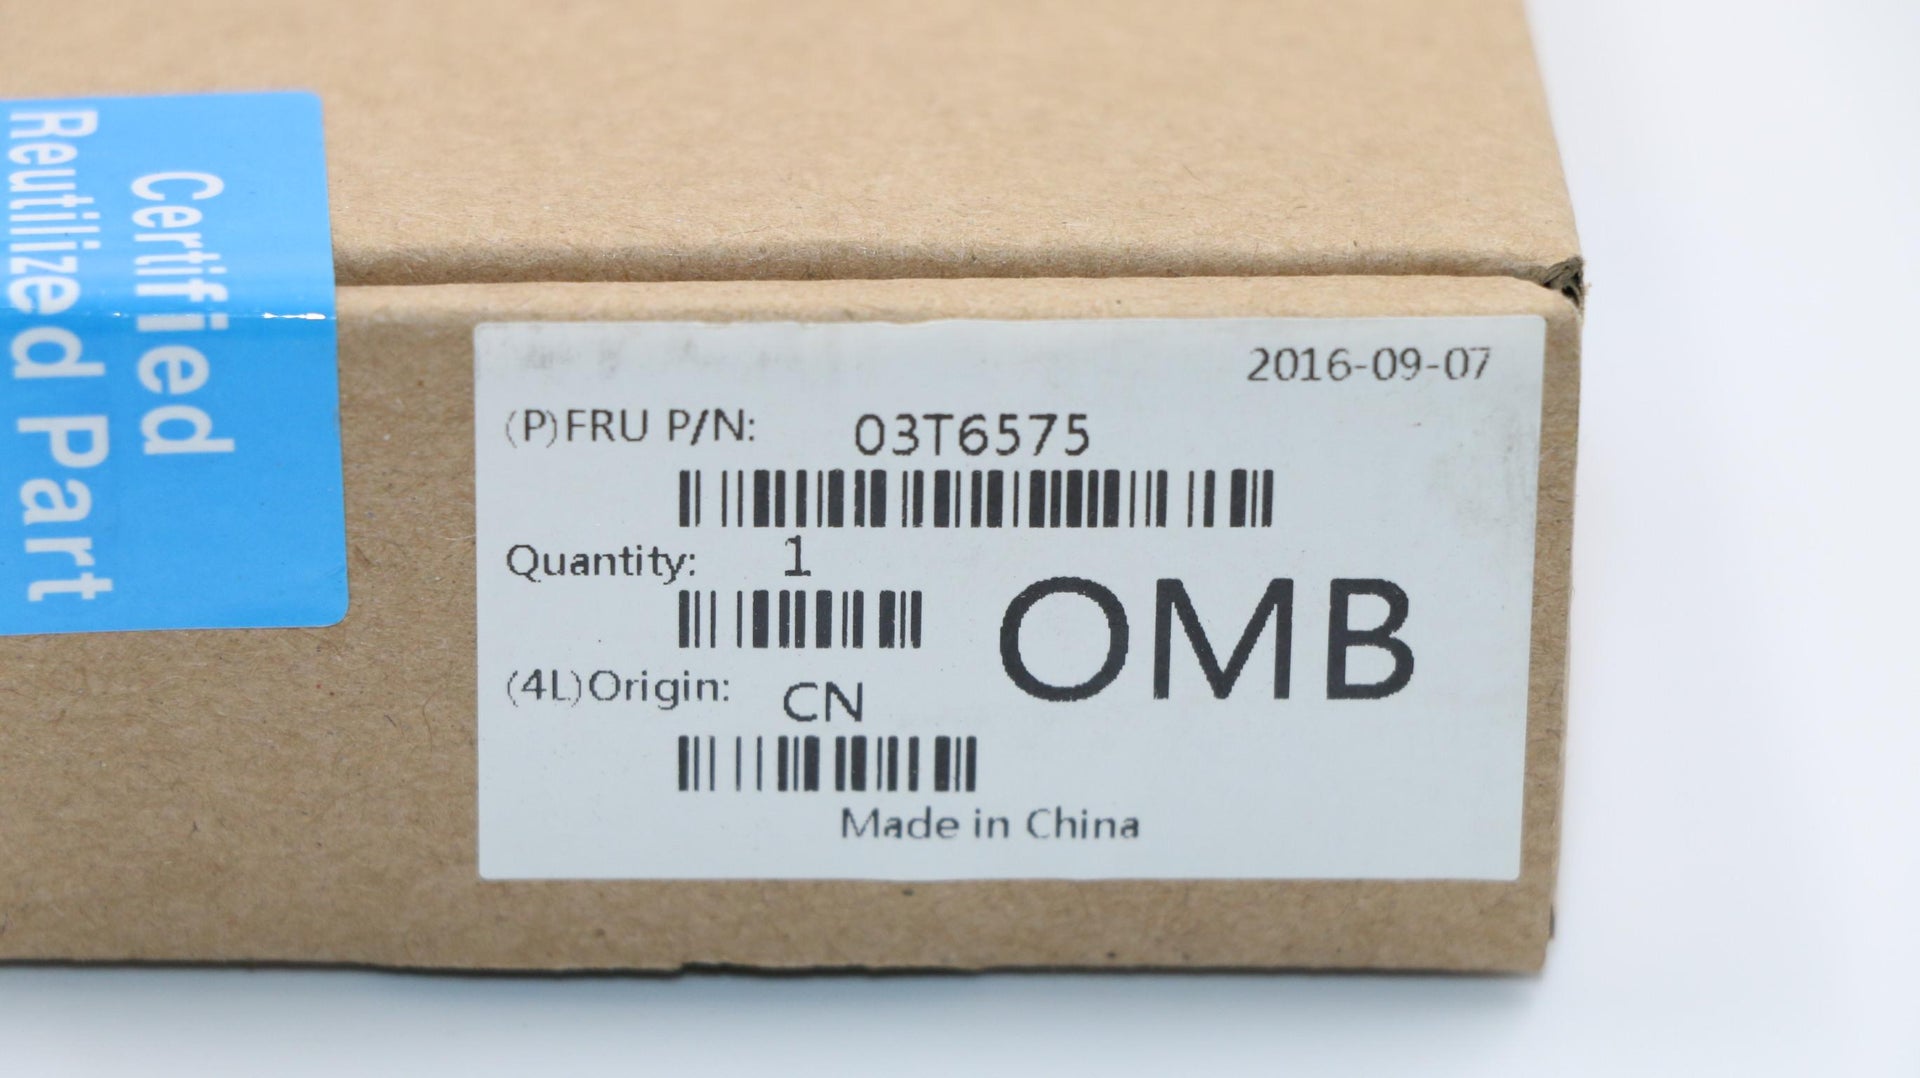 Certified
Reutilized Part
2016-09-07
(P)FRU P/N: 03T6575
Quantity: 1
OMB
(4L)Origin: CN
Made in China